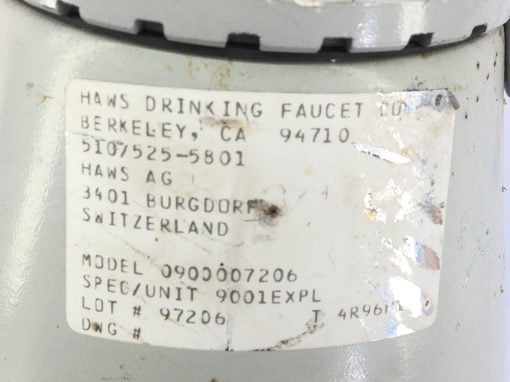 HAWS DRINKING FAUCET CO
BERKELEY, CA 94710
510/525-5801
HAWS AG
3401 BURGDORF
SWITZERLAND
MODEL 0900007206
SPEC/UNIT 9001EXPL
LOT # 97206 T
DWG #